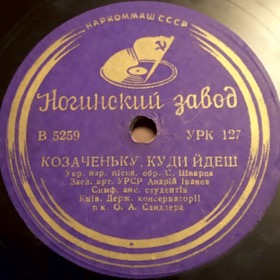 НАРКОММАШ СССР
Ногинский завод
В 5259 УРК 127
КОЗАЧЕНЬКУ, КУДИ ЙДЕШ
Укр. нар. пісня, обр. С. Шварца
Засл. арт. УРСР Андрій Іванов
Симф. анс. студентів
Київ. Держ. консерваторії
п к. О. А. Сандлера